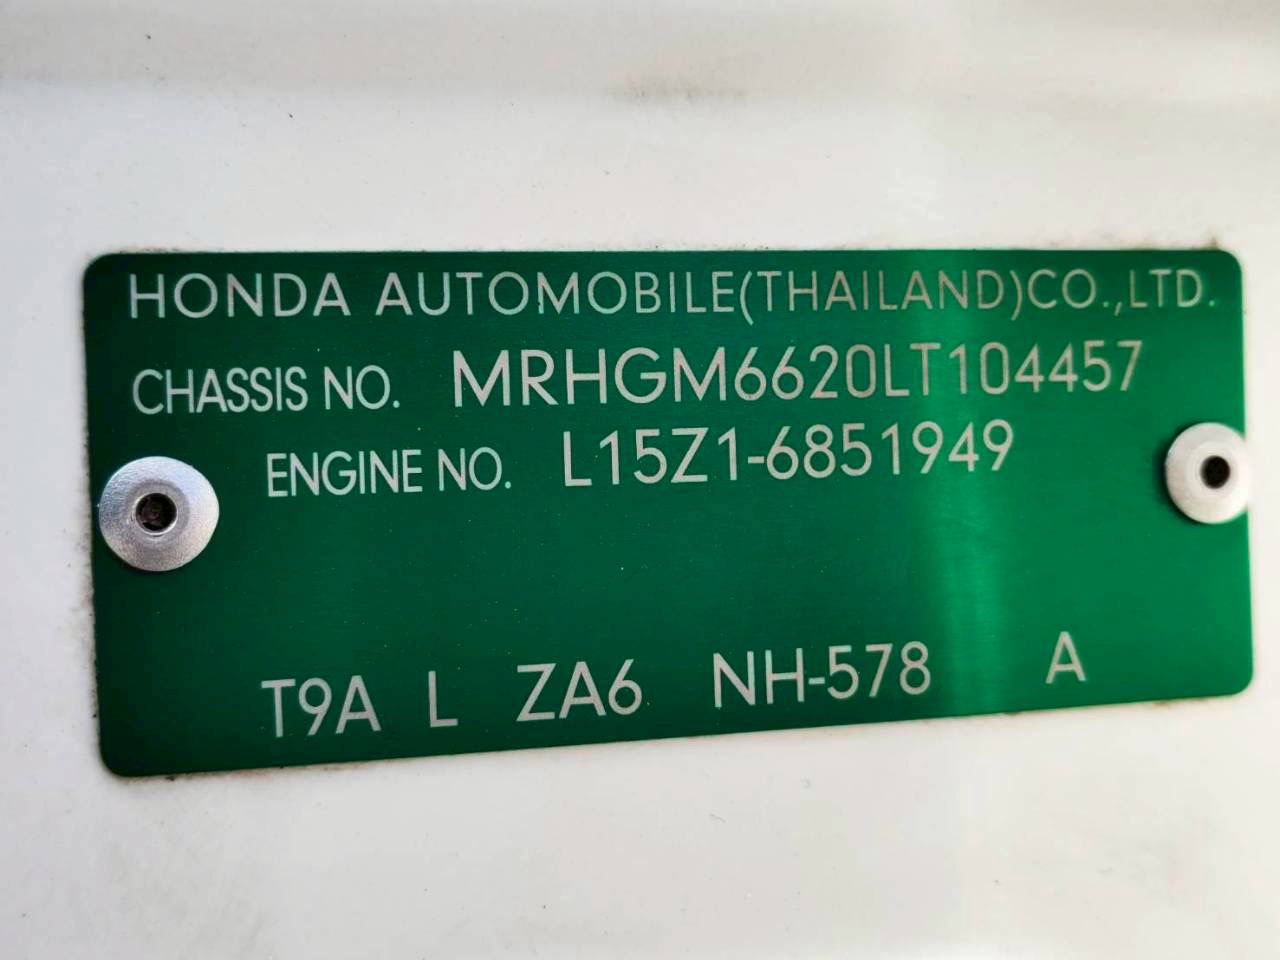 HONDA AUTOMOBILE(THAILAND)CO.,LTD.
CHASSIS NO. MRHGM6620LT104457
ENGINE NO. L15Z1-6851949
T9A L ZA6 NH-578 A